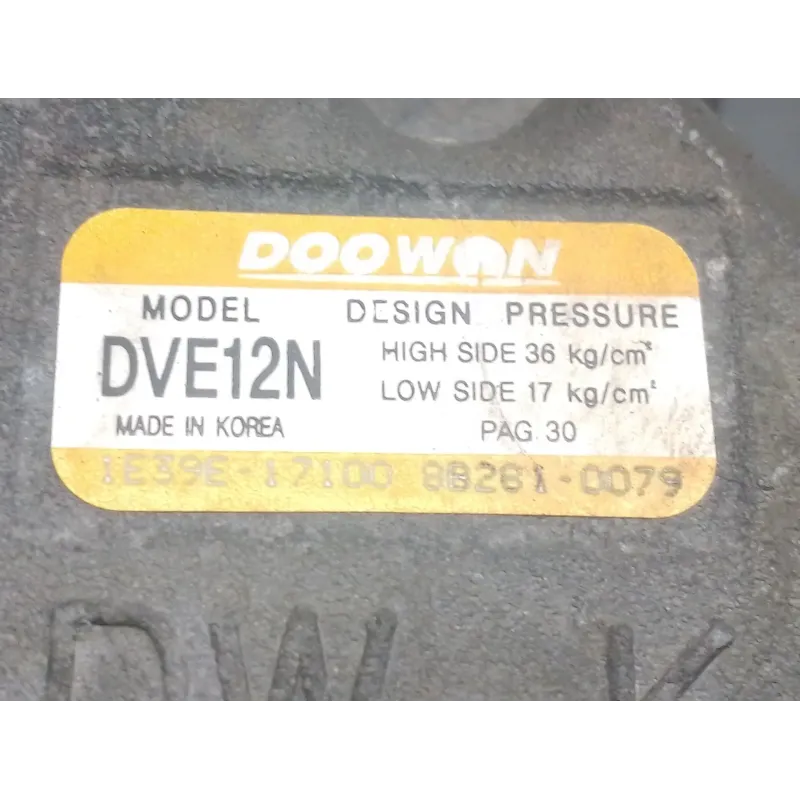 DOOWON
MODEL DESIGN PRESSURE
DVE12N HIGH SIDE 36 kg/cm²
LOW SIDE 17 kg/cm²
MADE IN KOREA PAG 30
1E39E-17100 8B261-0079
DW K